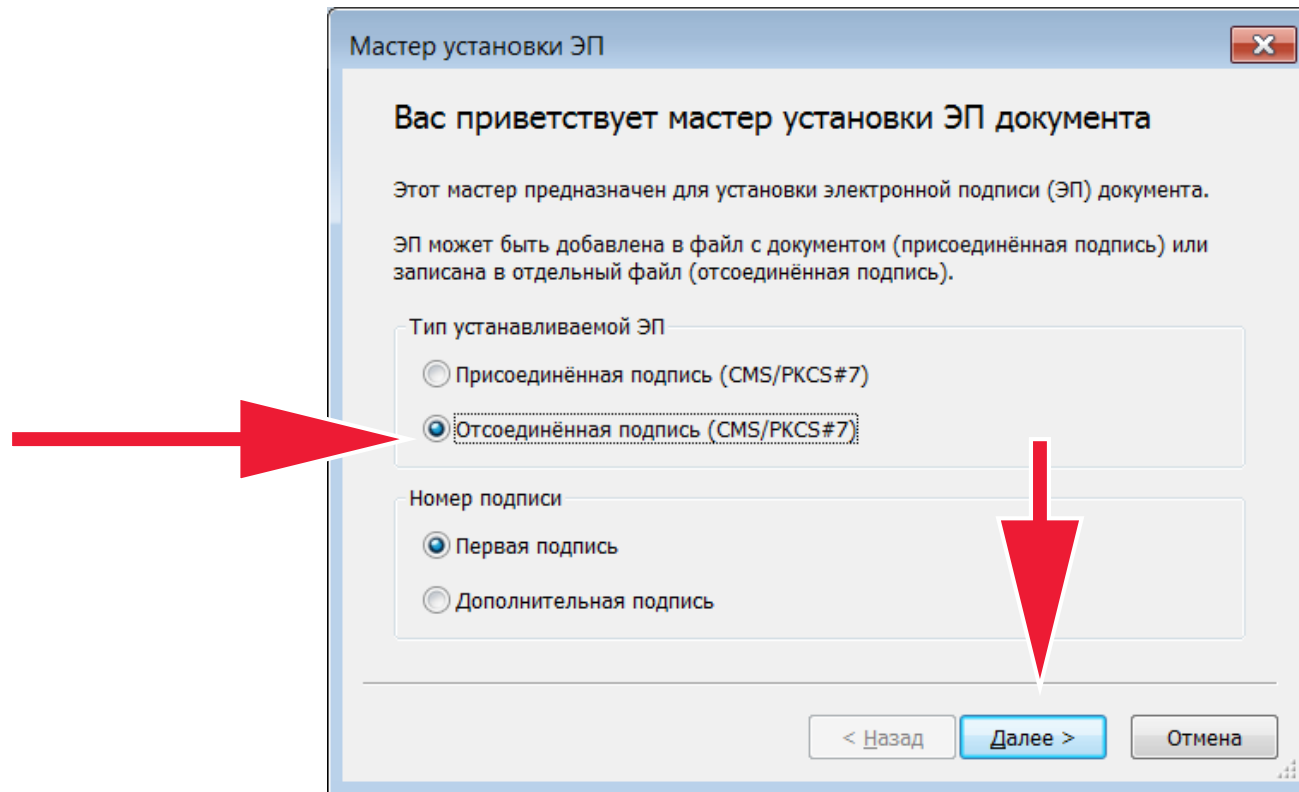 Мастер установки ЭП
Вас приветствует мастер установки ЭП документа
Этот мастер предназначен для установки электронной подписи (ЭП) документа.
ЭП может быть добавлена в файл с документом (присоединённая подпись) или
записана в отдельный файл (отсоединённая подпись).
Тип устанавливаемой ЭП
Присоединённая подпись (CMS/PKCS#7)
Отсоединённая подпись (CMS/PKCS#7)
Номер подписи
Первая подпись
Дополнительная подпись
< Назад Далее > Отмена